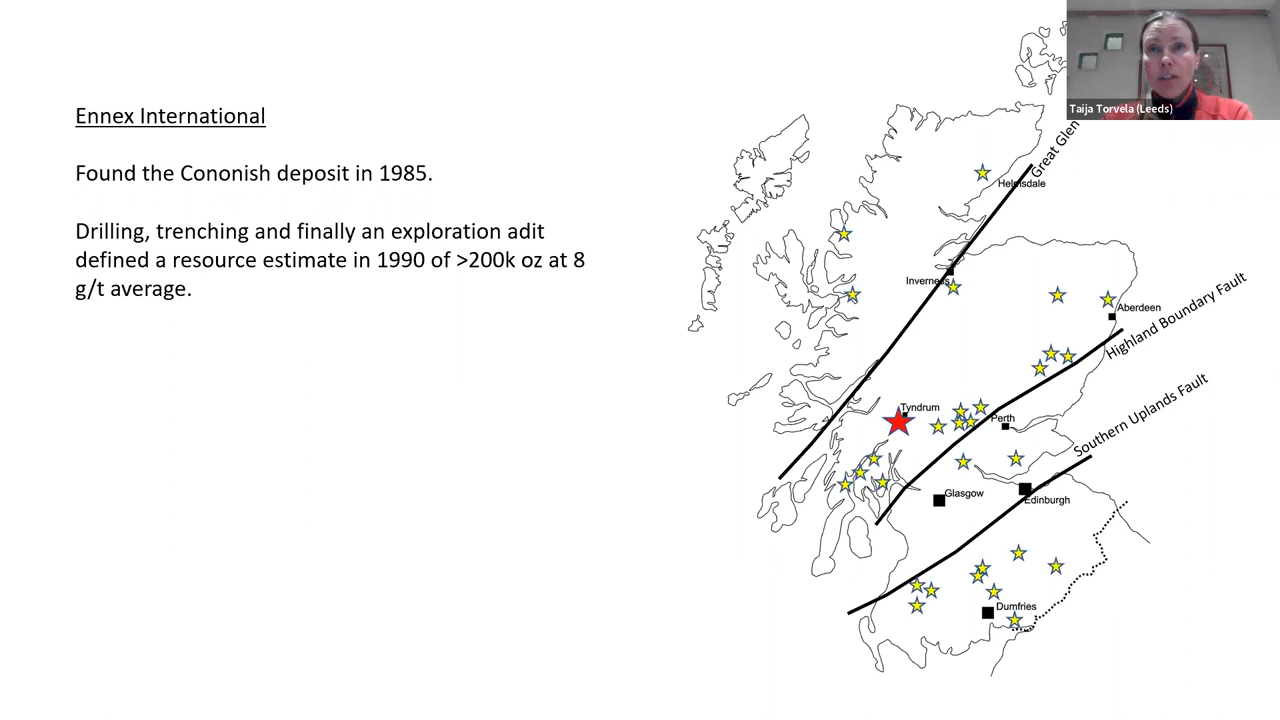 Ennex International
Found the Cononish deposit in 1985.
Drilling, trenching and finally an exploration adit
defined a resource estimate in 1990 of >200k oz at 8
g/t average.
Taija Torvela (Leeds)
Great Glen
Helmsdale
Inverness
Aberdeen
Highland Boundary Fault
Tyndrum
Perth
Southern Uplands Fault
Glasgow
Edinburgh
Dumfries